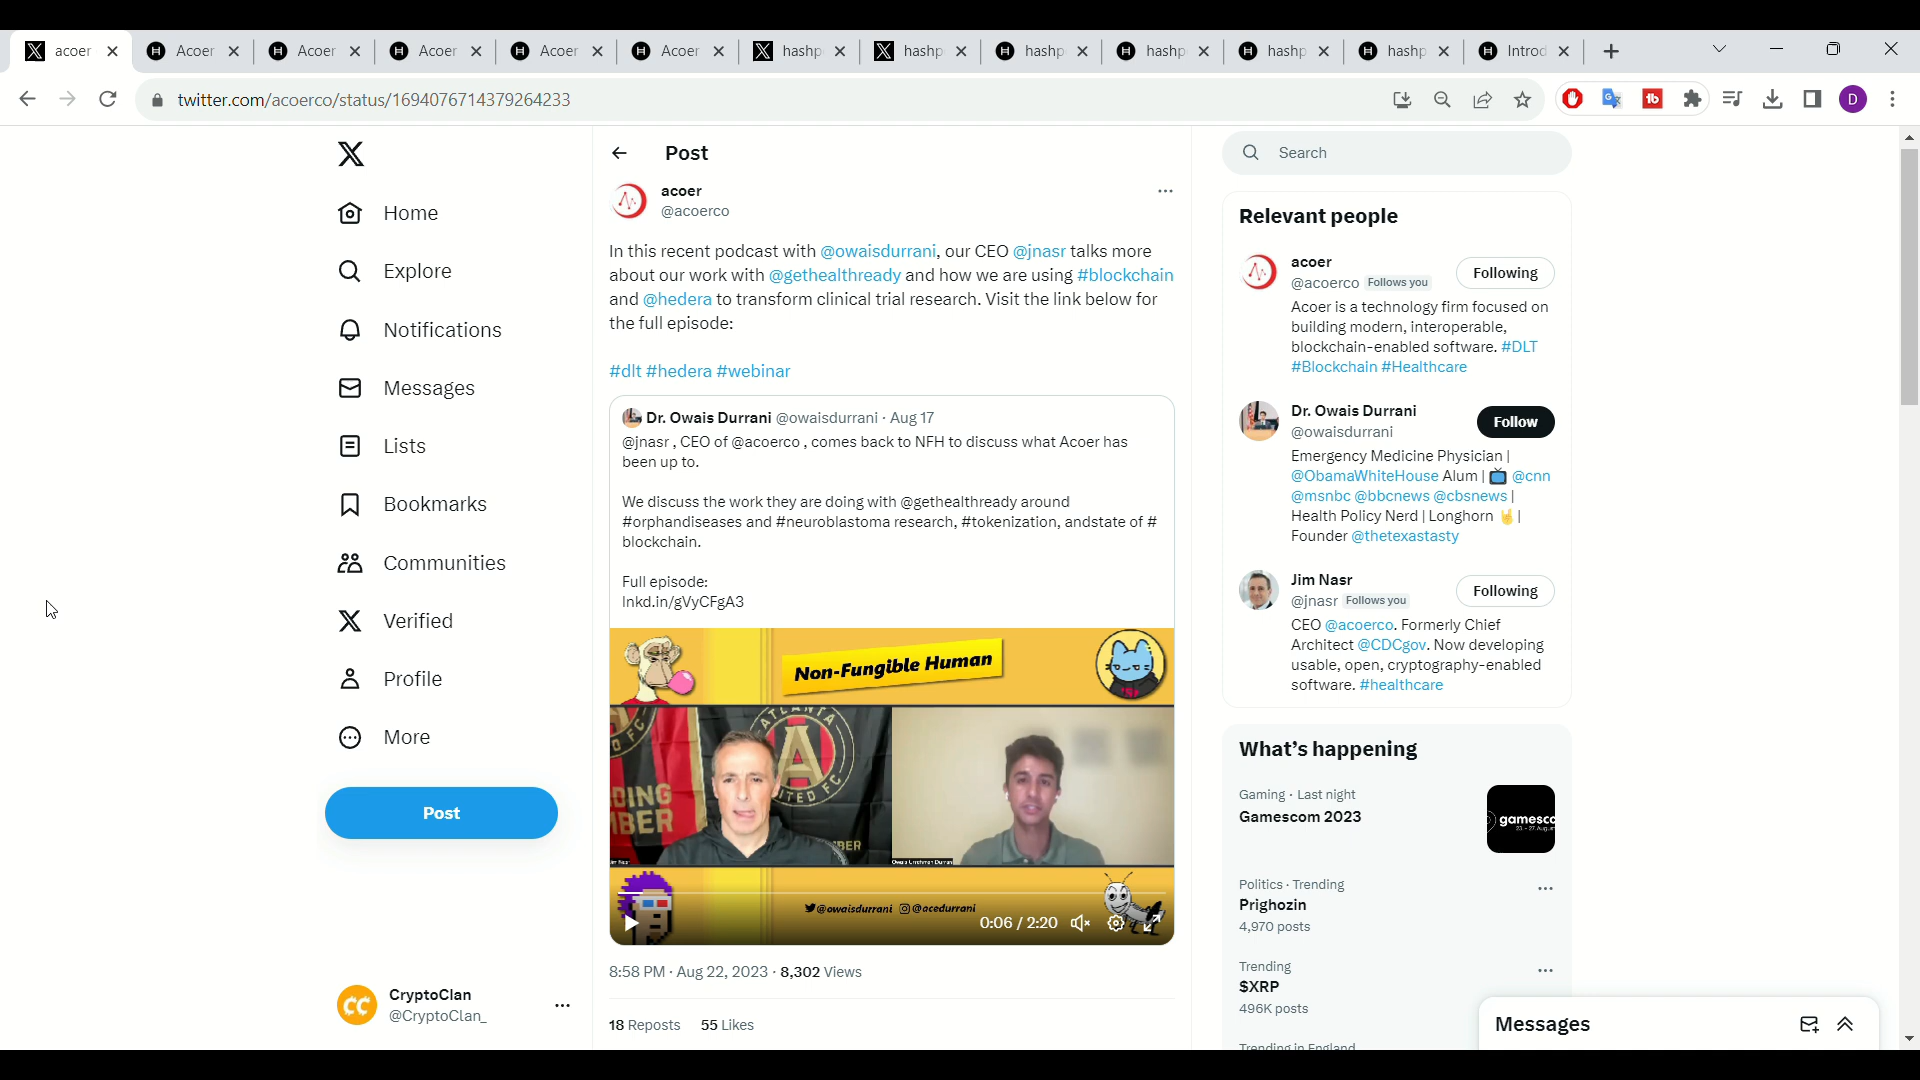 acoer
Acoer
Acoer
Acoer
Acoer
Acoer
hashp
hashp
hashp
hashp
hashp
hashp
Introd
twitter.com/acoerco/status/1694076714379264233
D
Home
Explore
Notifications
Messages
Lists
Bookmarks
Communities
Verified
Profile
More
Post
CryptoClan
@CryptoClan_
Post
acoer
@acoerco
In this recent podcast with @owaisdurrani, our CEO @jnasr talks more
about our work with @gethealthready and how we are using #blockchain
and @hedera to transform clinical trial research. Visit the link below for
the full episode:
#dlt #hedera #webinar
Dr. Owais Durrani @owaisdurrani · Aug 17
@jnasr , CEO of @acoerco , comes back to NFH to discuss what Acoer has
been up to.
We discuss the work they are doing with @gethealthready around
#orphandiseases and #neuroblastoma research, #tokenization, andstate of #
blockchain.
Full episode:
lnkd.in/gVyCFgA3
Non-Fungible Human
ATLANTA
UNITED FC
DING
BER
@owaisdurrani @acedurrani
0:06 / 2:20
8:58 PM · Aug 22, 2023 · 8,302 Views
18 Reposts 55 Likes
Search
Relevant people
acoer
@acoerco Follows you
Following
Acoer is a technology firm focused on
building modern, interoperable,
blockchain-enabled software. #DLT
#Blockchain #Healthcare
Dr. Owais Durrani
@owaisdurrani
Follow
Emergency Medicine Physician |
@ObamaWhiteHouse Alum | 📺 @cnn
@msnbc @bbcnews @cbsnews |
Health Policy Nerd | Longhorn 🤘 |
Founder @thetexastasty
Jim Nasr
@jnasr Follows you
Following
CEO @acoerco. Formerly Chief
Architect @CDCgov. Now developing
usable, open, cryptography-enabled
software. #healthcare
What's happening
Gaming · Last night
Gamescom 2023
gamesco
Politics · Trending
Prighozin
4,970 posts
Trending
$XRP
496K posts
Trending in England
Messages